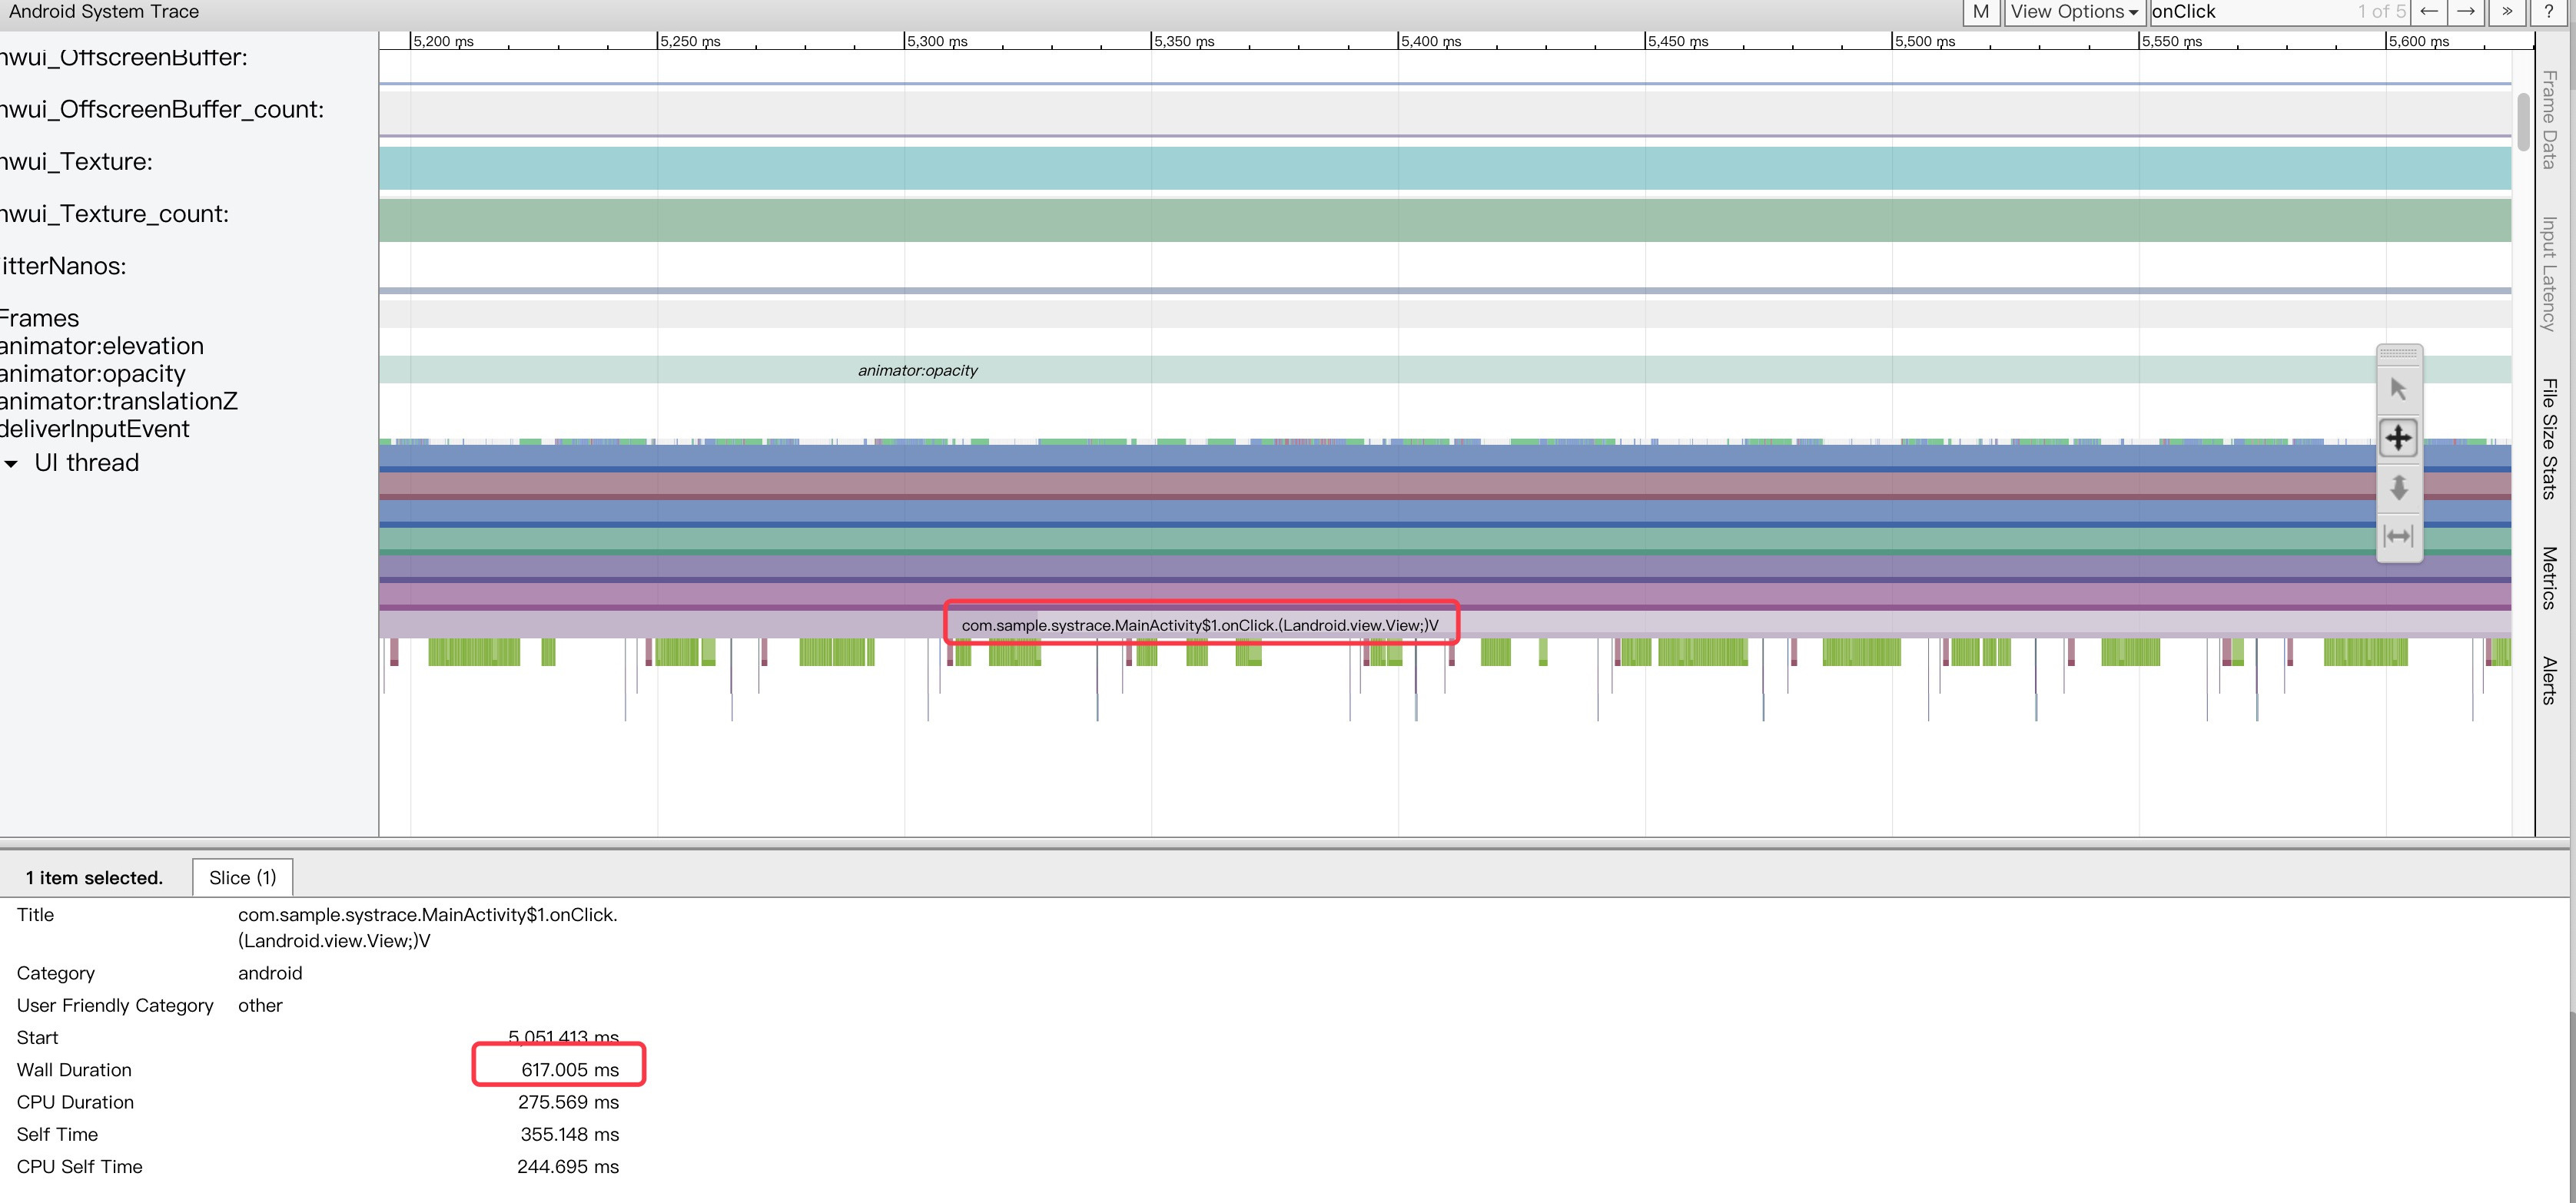 Android System Trace
M
View Options
onClick
1 of 5
←
→
»
?
5,200 ms
5,250 ms
5,300 ms
5,350 ms
5,400 ms
5,450 ms
5,500 ms
5,550 ms
5,600 ms
hwui_OffscreenBuffer:
hwui_OffscreenBuffer_count:
hwui_Texture:
hwui_Texture_count:
itterNanos:
Frames
animator:elevation
animator:opacity
animator:opacity
animator:translationZ
deliverInputEvent
UI thread
com.sample.systrace.MainActivity$1.onClick.(Landroid.view.View;)V
Frame Data
Input Latency
File Size Stats
Metrics
Alerts
1 item selected.
Slice (1)
Title
com.sample.systrace.MainActivity$1.onClick.
(Landroid.view.View;)V
Category android
User Friendly Category other
Start 5,051.413 ms
Wall Duration 617.005 ms
CPU Duration 275.569 ms
Self Time 355.148 ms
CPU Self Time 244.695 ms